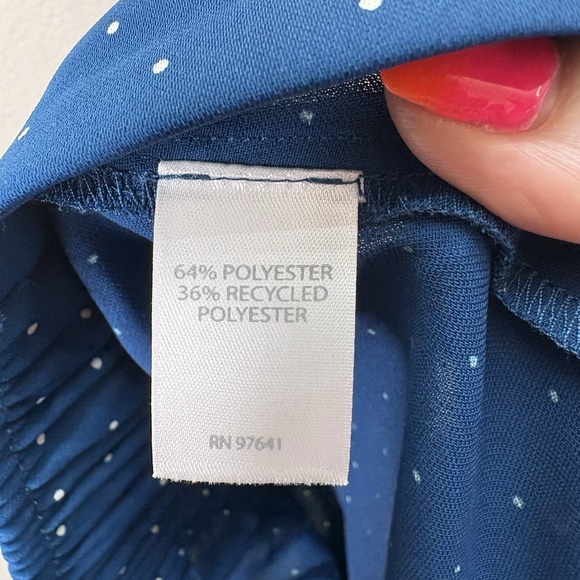 64% POLYESTER
36% RECYCLED
POLYESTER
RN 97641